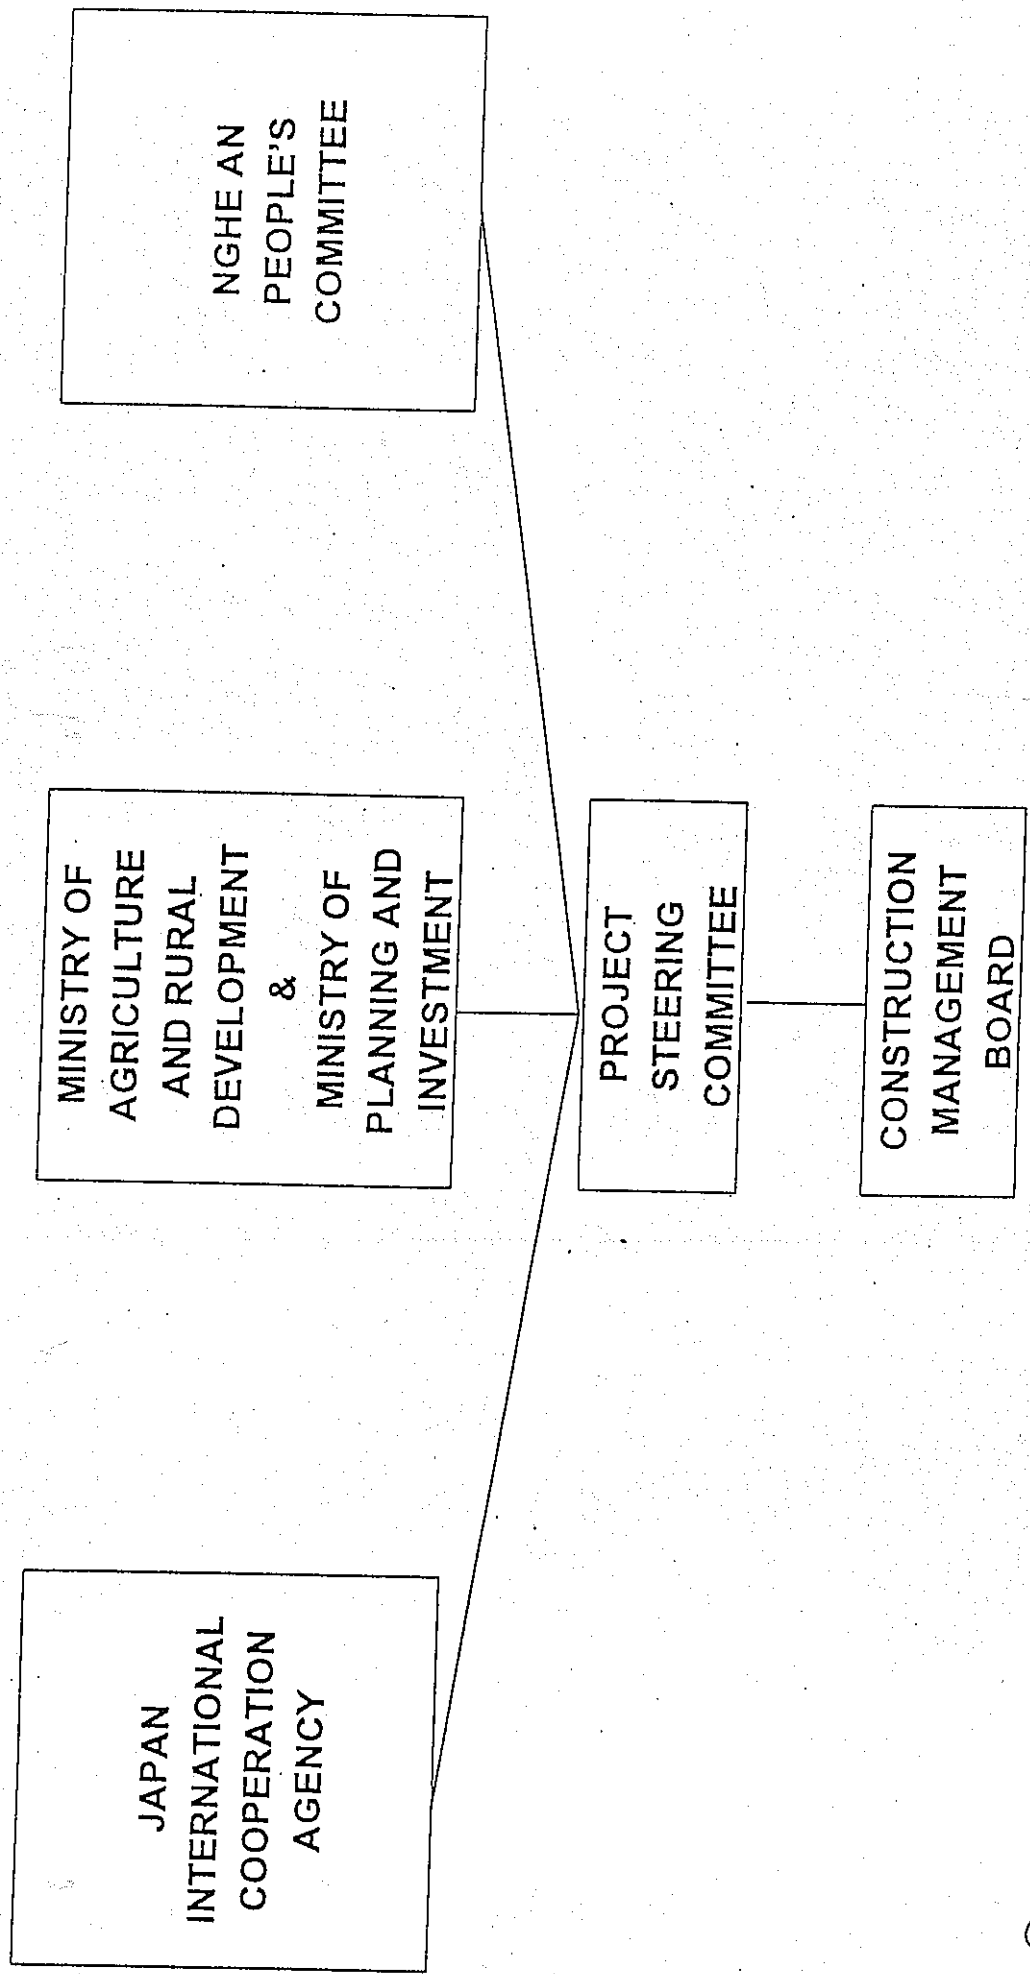 JAPAN
INTERNATIONAL
COOPERATION
AGENCY
MINISTRY OF
AGRICULTURE
AND RURAL
DEVELOPMENT
&
MINISTRY OF
PLANNING AND
INVESTMENT
NGHE AN
PEOPLE'S
COMMITTEE
PROJECT
STEERING
COMMITTEE
CONSTRUCTION
MANAGEMENT
BOARD